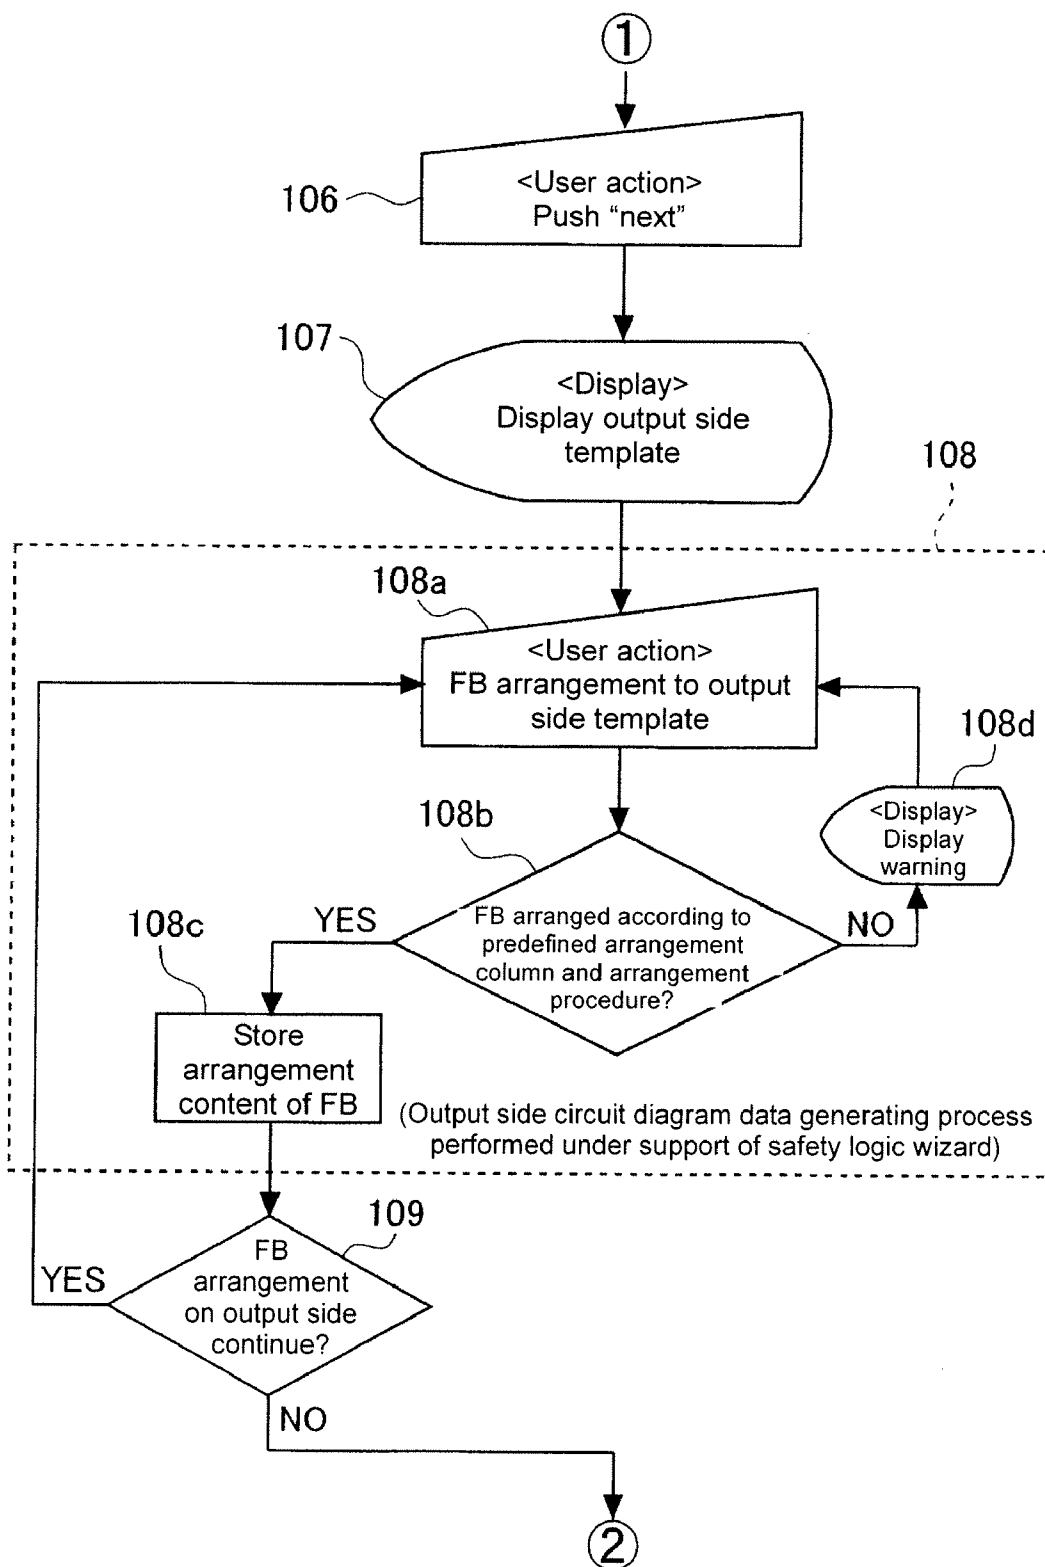 ①
106
<User action>
Push “next”
107
<Display>
Display output side
template
108
108a
<User action>
FB arrangement to output
side template
108d
<Display>
Display
warning
108b
FB arranged according to
predefined arrangement
column and arrangement
procedure?
YES
NO
108c
Store
arrangement
content of FB
(Output side circuit diagram data generating process
performed under support of safety logic wizard)
109
FB
arrangement
on output side
continue?
YES
NO
②